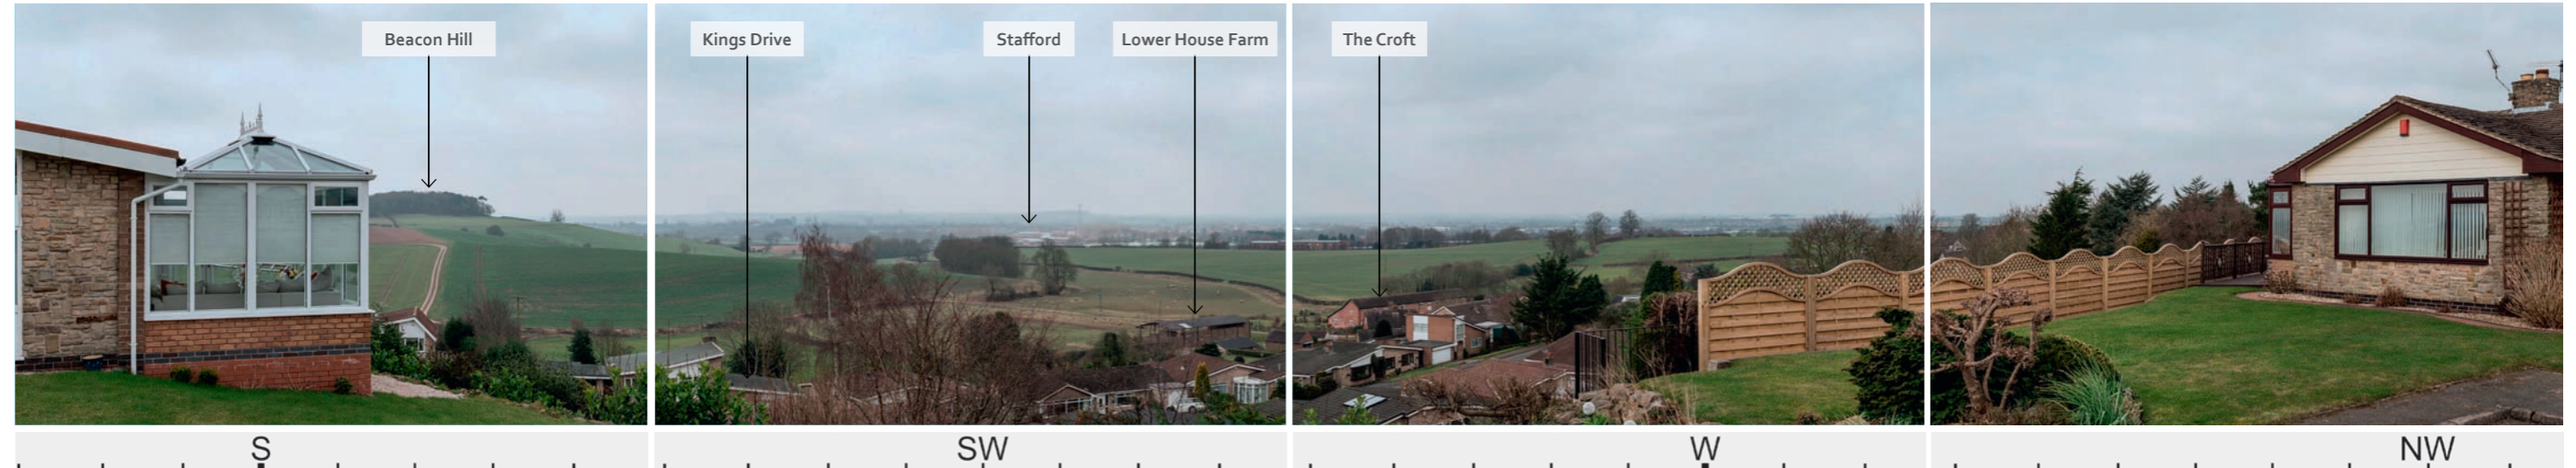 Beacon Hill
Kings Drive
Stafford
Lower House Farm
The Croft
S
SW
W
NW